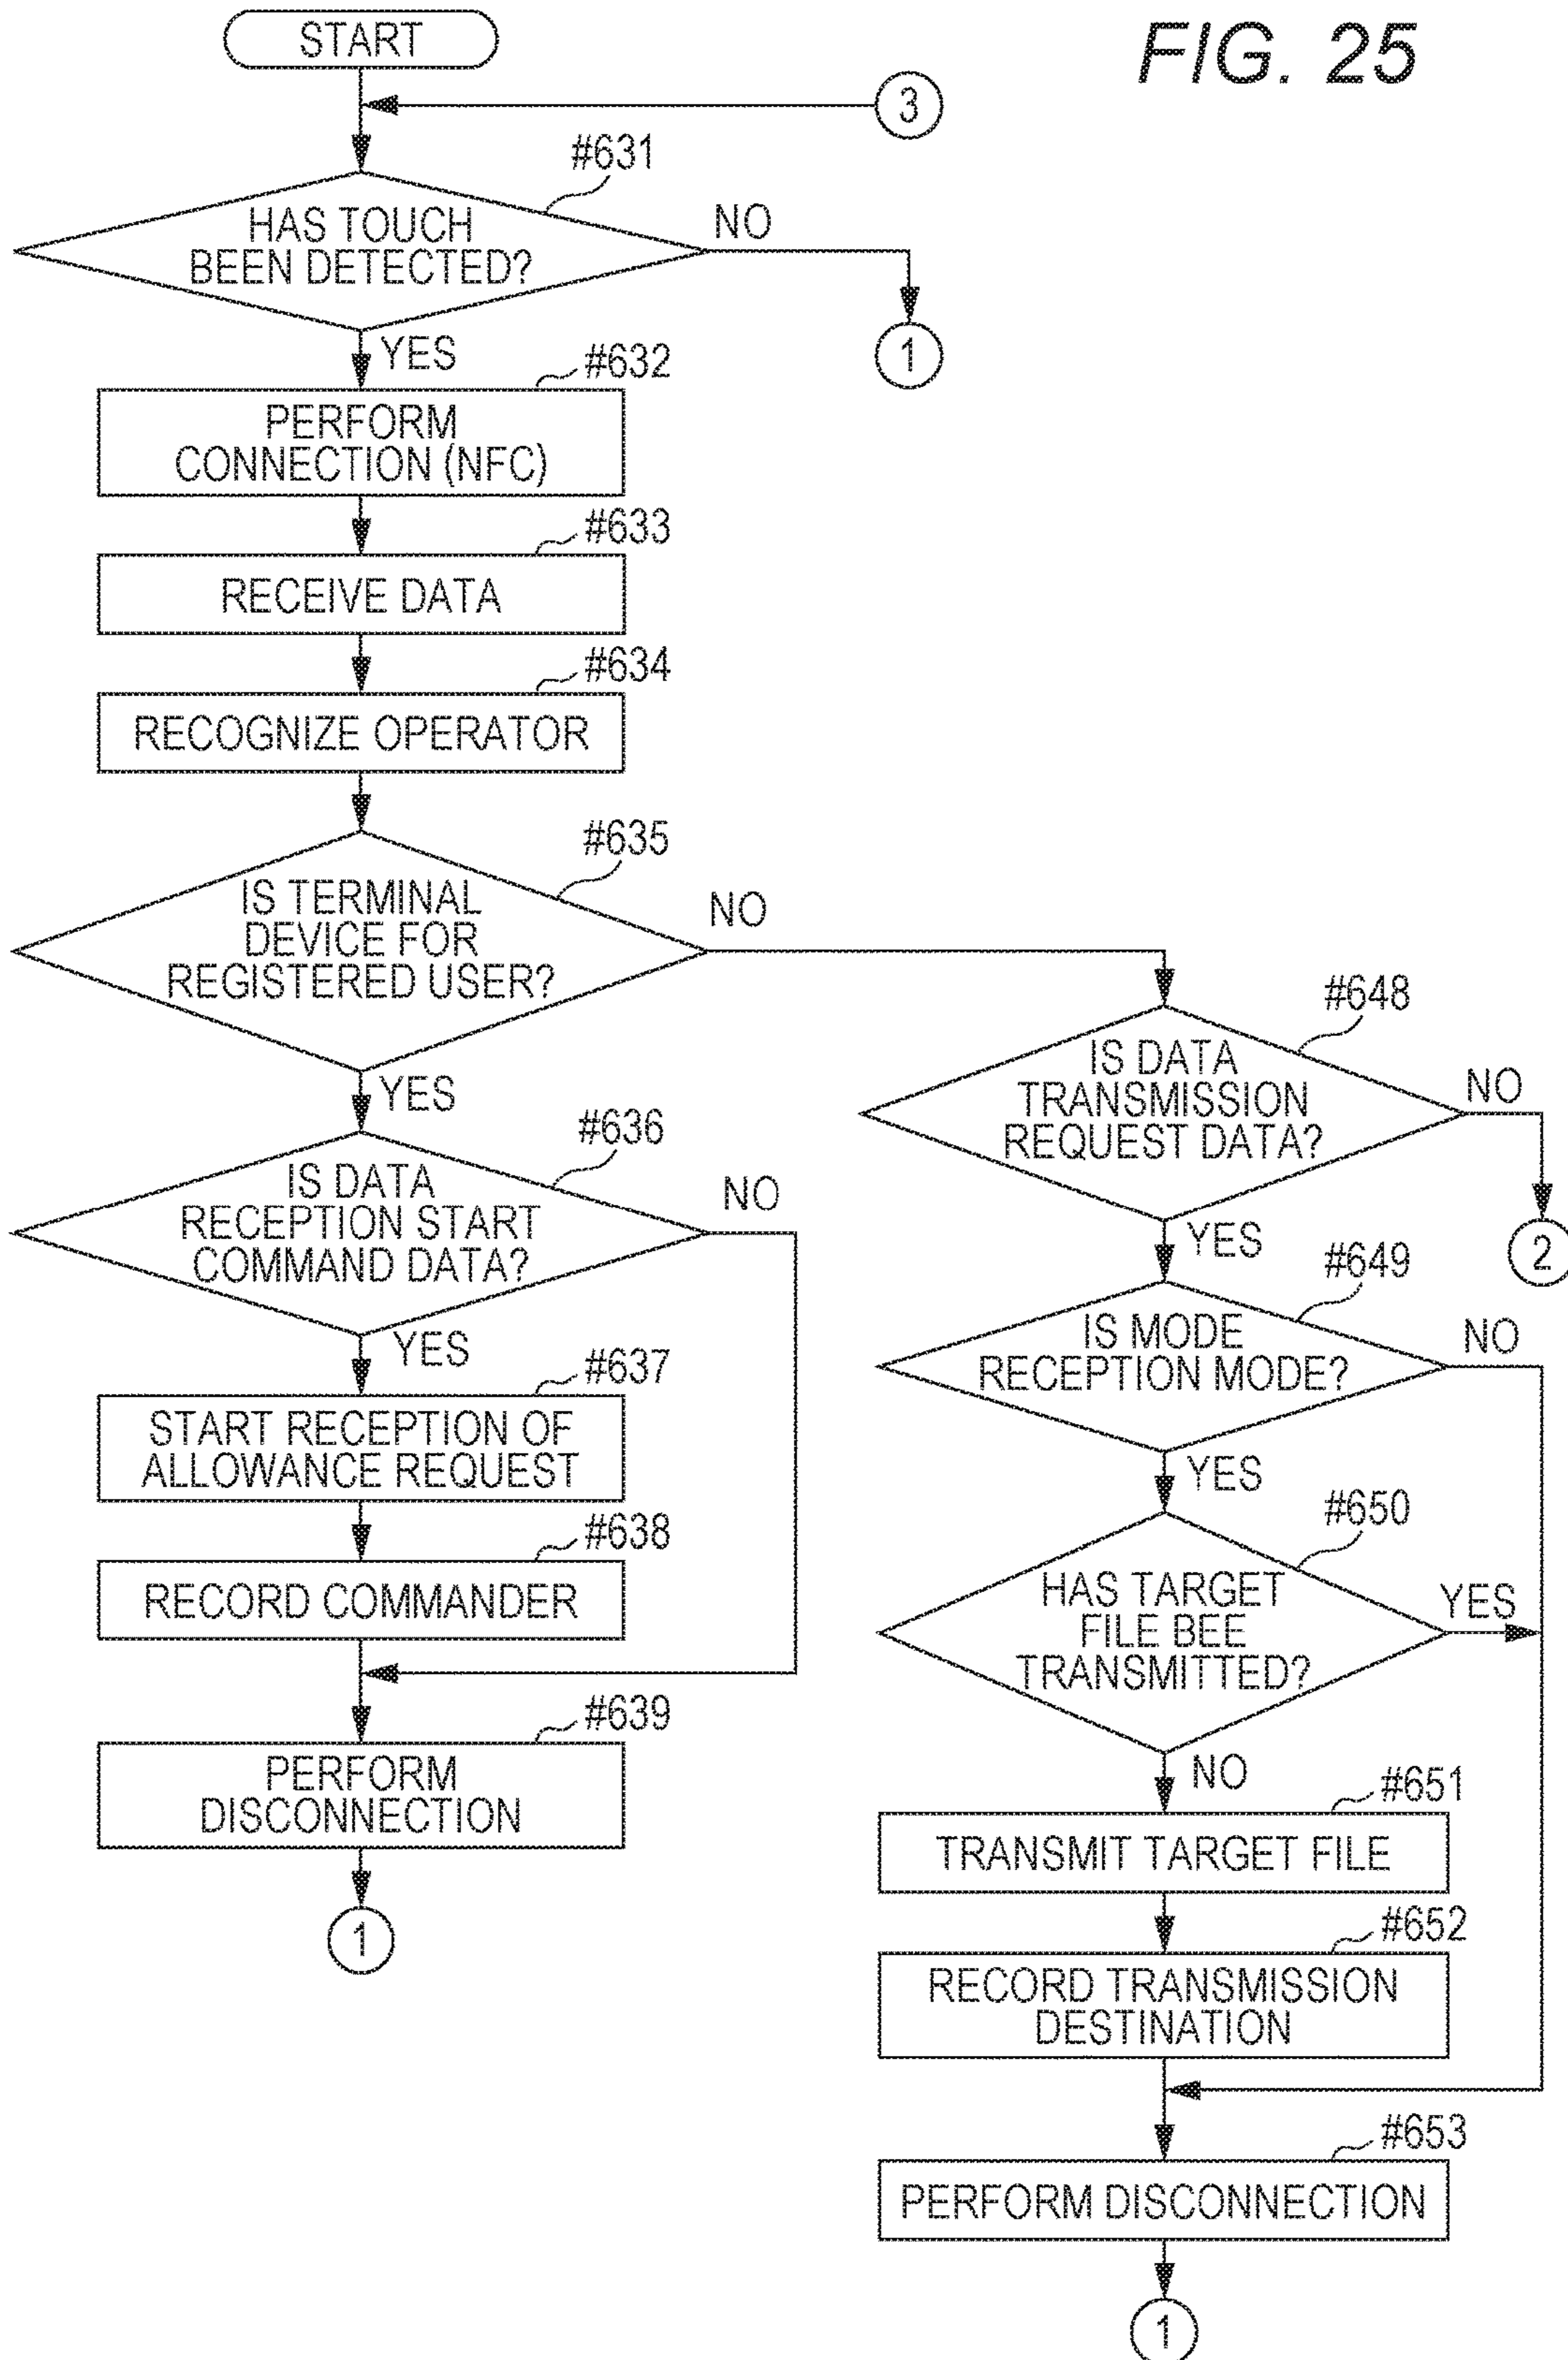 FIG. 25
START
3
#631
HAS TOUCH
BEEN DETECTED?
NO
1
YES
#632
PERFORM
CONNECTION (NFC)
#633
RECEIVE DATA
#634
RECOGNIZE OPERATOR
#635
IS TERMINAL
DEVICE FOR
REGISTERED USER?
NO
YES
#636
IS DATA
RECEPTION START
COMMAND DATA?
NO
YES
#637
START RECEPTION OF
ALLOWANCE REQUEST
#638
RECORD COMMANDER
#639
PERFORM
DISCONNECTION
1
#648
IS DATA
TRANSMISSION
REQUEST DATA?
NO
2
YES
#649
IS MODE
RECEPTION MODE?
NO
YES
#650
HAS TARGET
FILE BEE
TRANSMITTED?
YES
NO
#651
TRANSMIT TARGET FILE
#652
RECORD TRANSMISSION
DESTINATION
#653
PERFORM DISCONNECTION
1